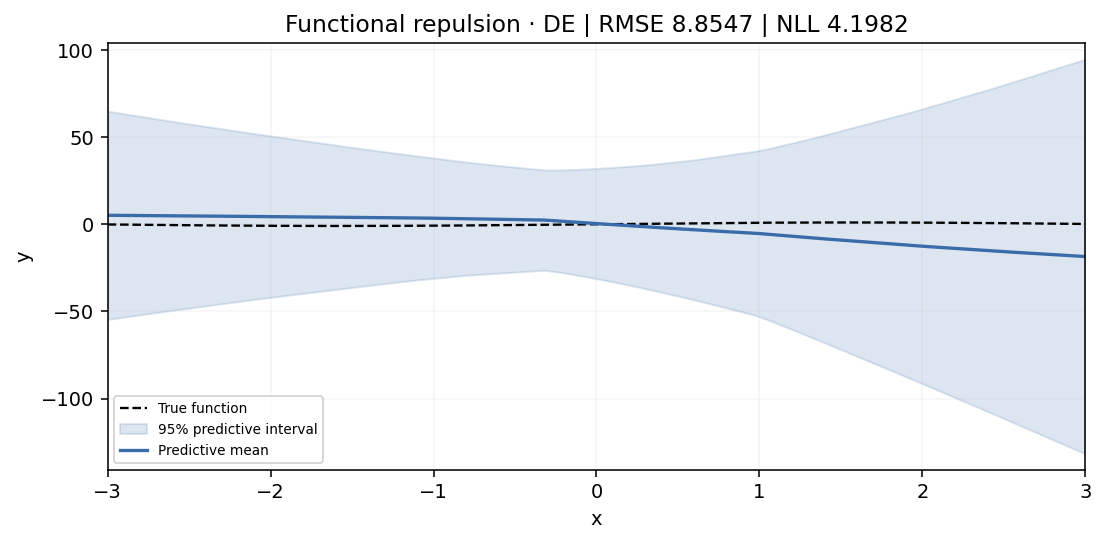 Functional repulsion · DE | RMSE 8.8547 | NLL 4.1982
100
50
0
−50
−100
y
True function
95% predictive interval
Predictive mean
−3
−2
−1
0
1
2
3
x